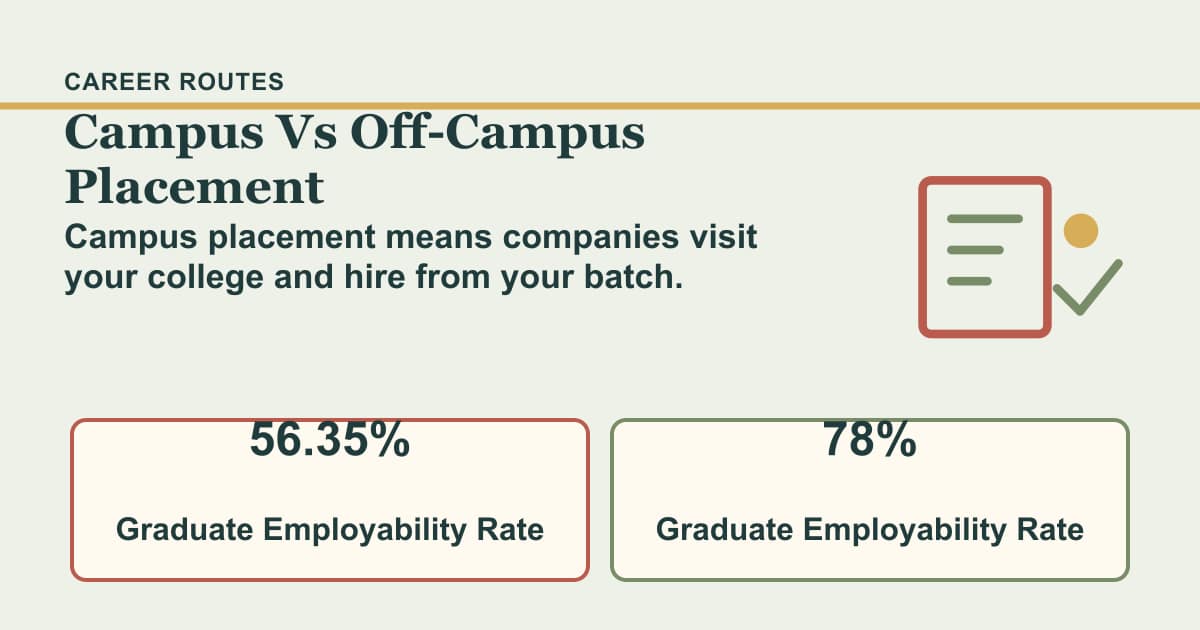 CAREER ROUTES
Campus Vs Off-Campus
Placement
Campus placement means companies visit
your college and hire from your batch.
56.35%
Graduate Employability Rate
78%
Graduate Employability Rate